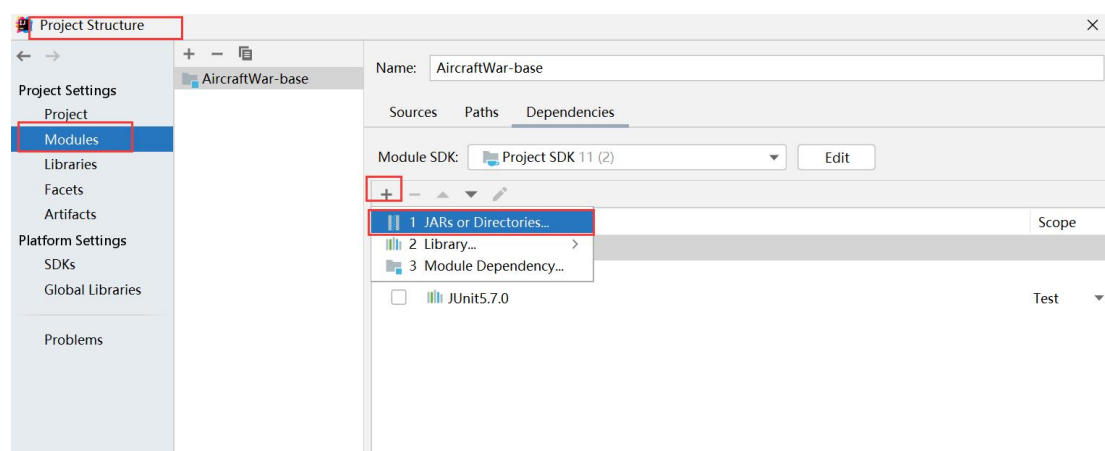 Project Structure
Project Settings
Project
Modules
Libraries
Facets
Artifacts
Platform Settings
SDKs
Global Libraries
Problems
AircraftWar-base
Name: AircraftWar-base
Sources Paths Dependencies
Module SDK: Project SDK 11 (2) Edit
Scope
1 JARs or Directories...
2 Library...
3 Module Dependency...
JUnit5.7.0 Test